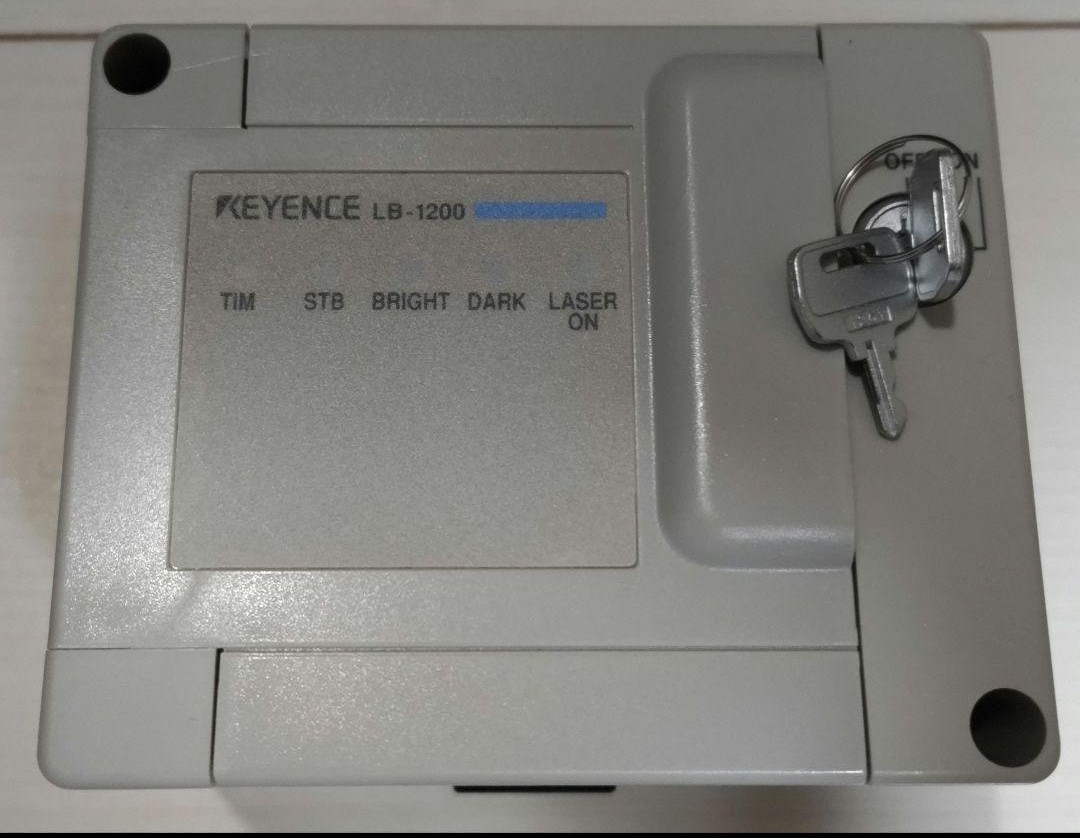 KEYENCE LB-1200
OFF ON
TIM STB BRIGHT DARK LASER
ON